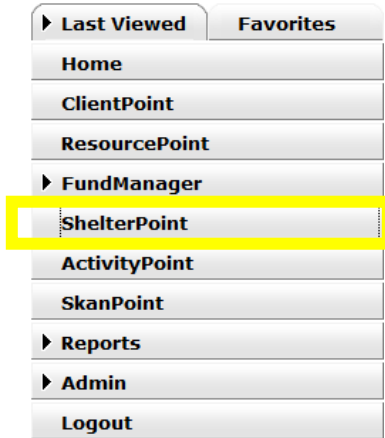 Last Viewed Favorites
Home
ClientPoint
ResourcePoint
FundManager
ShelterPoint
ActivityPoint
SkanPoint
Reports
Admin
Logout